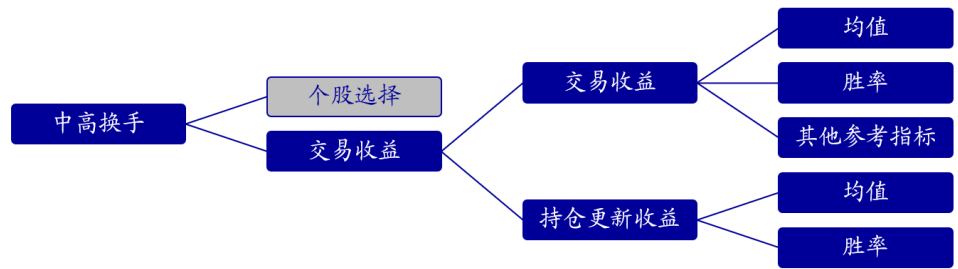 中高换手
个股选择
交易收益
交易收益
均值
胜率
其他参考指标
持仓更新收益
均值
胜率